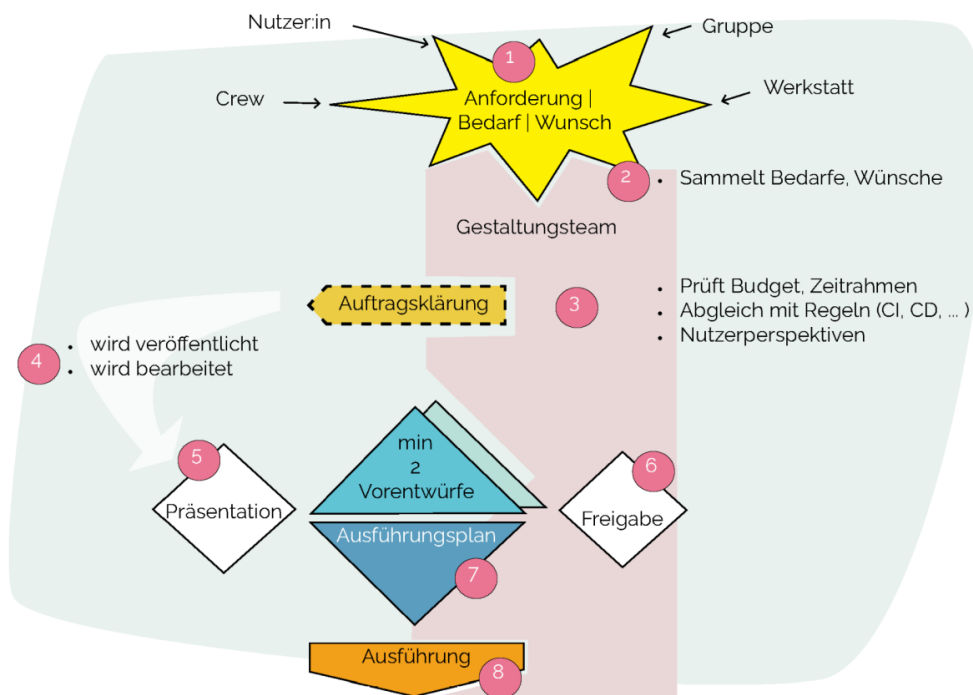 Nutzer:in
Gruppe
Crew
Werkstatt
1
Anforderung |
Bedarf | Wunsch
2
• Sammelt Bedarfe, Wünsche
Gestaltungsteam
Auftragsklärung
3
• Prüft Budget, Zeitrahmen
• Abgleich mit Regeln (CI, CD, ... )
• Nutzerperspektiven
4
• wird veröffentlicht
• wird bearbeitet
5
Präsentation
min
2
Vorentwürfe
6
Freigabe
Ausführungsplan
7
Ausführung
8